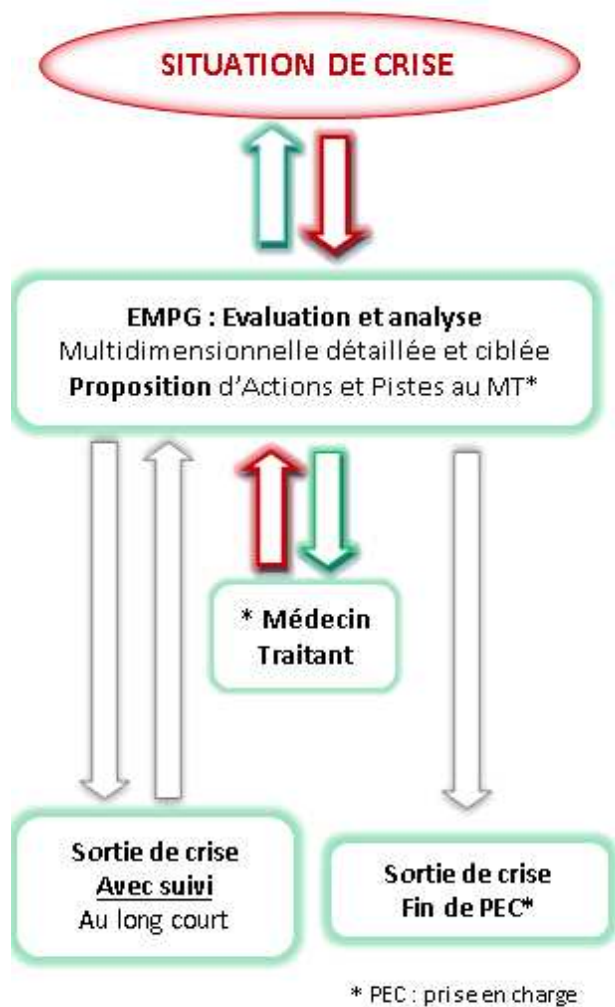 SITUATION DE CRISE
EMPG : Evaluation et analyse
Multidimensionnelle détaillée et ciblée
Proposition d'Actions et Pistes au MT*
* Médecin
Traitant
Sortie de crise
Avec suivi
Au long court
Sortie de crise
Fin de PEC*
* PEC : prise en charge